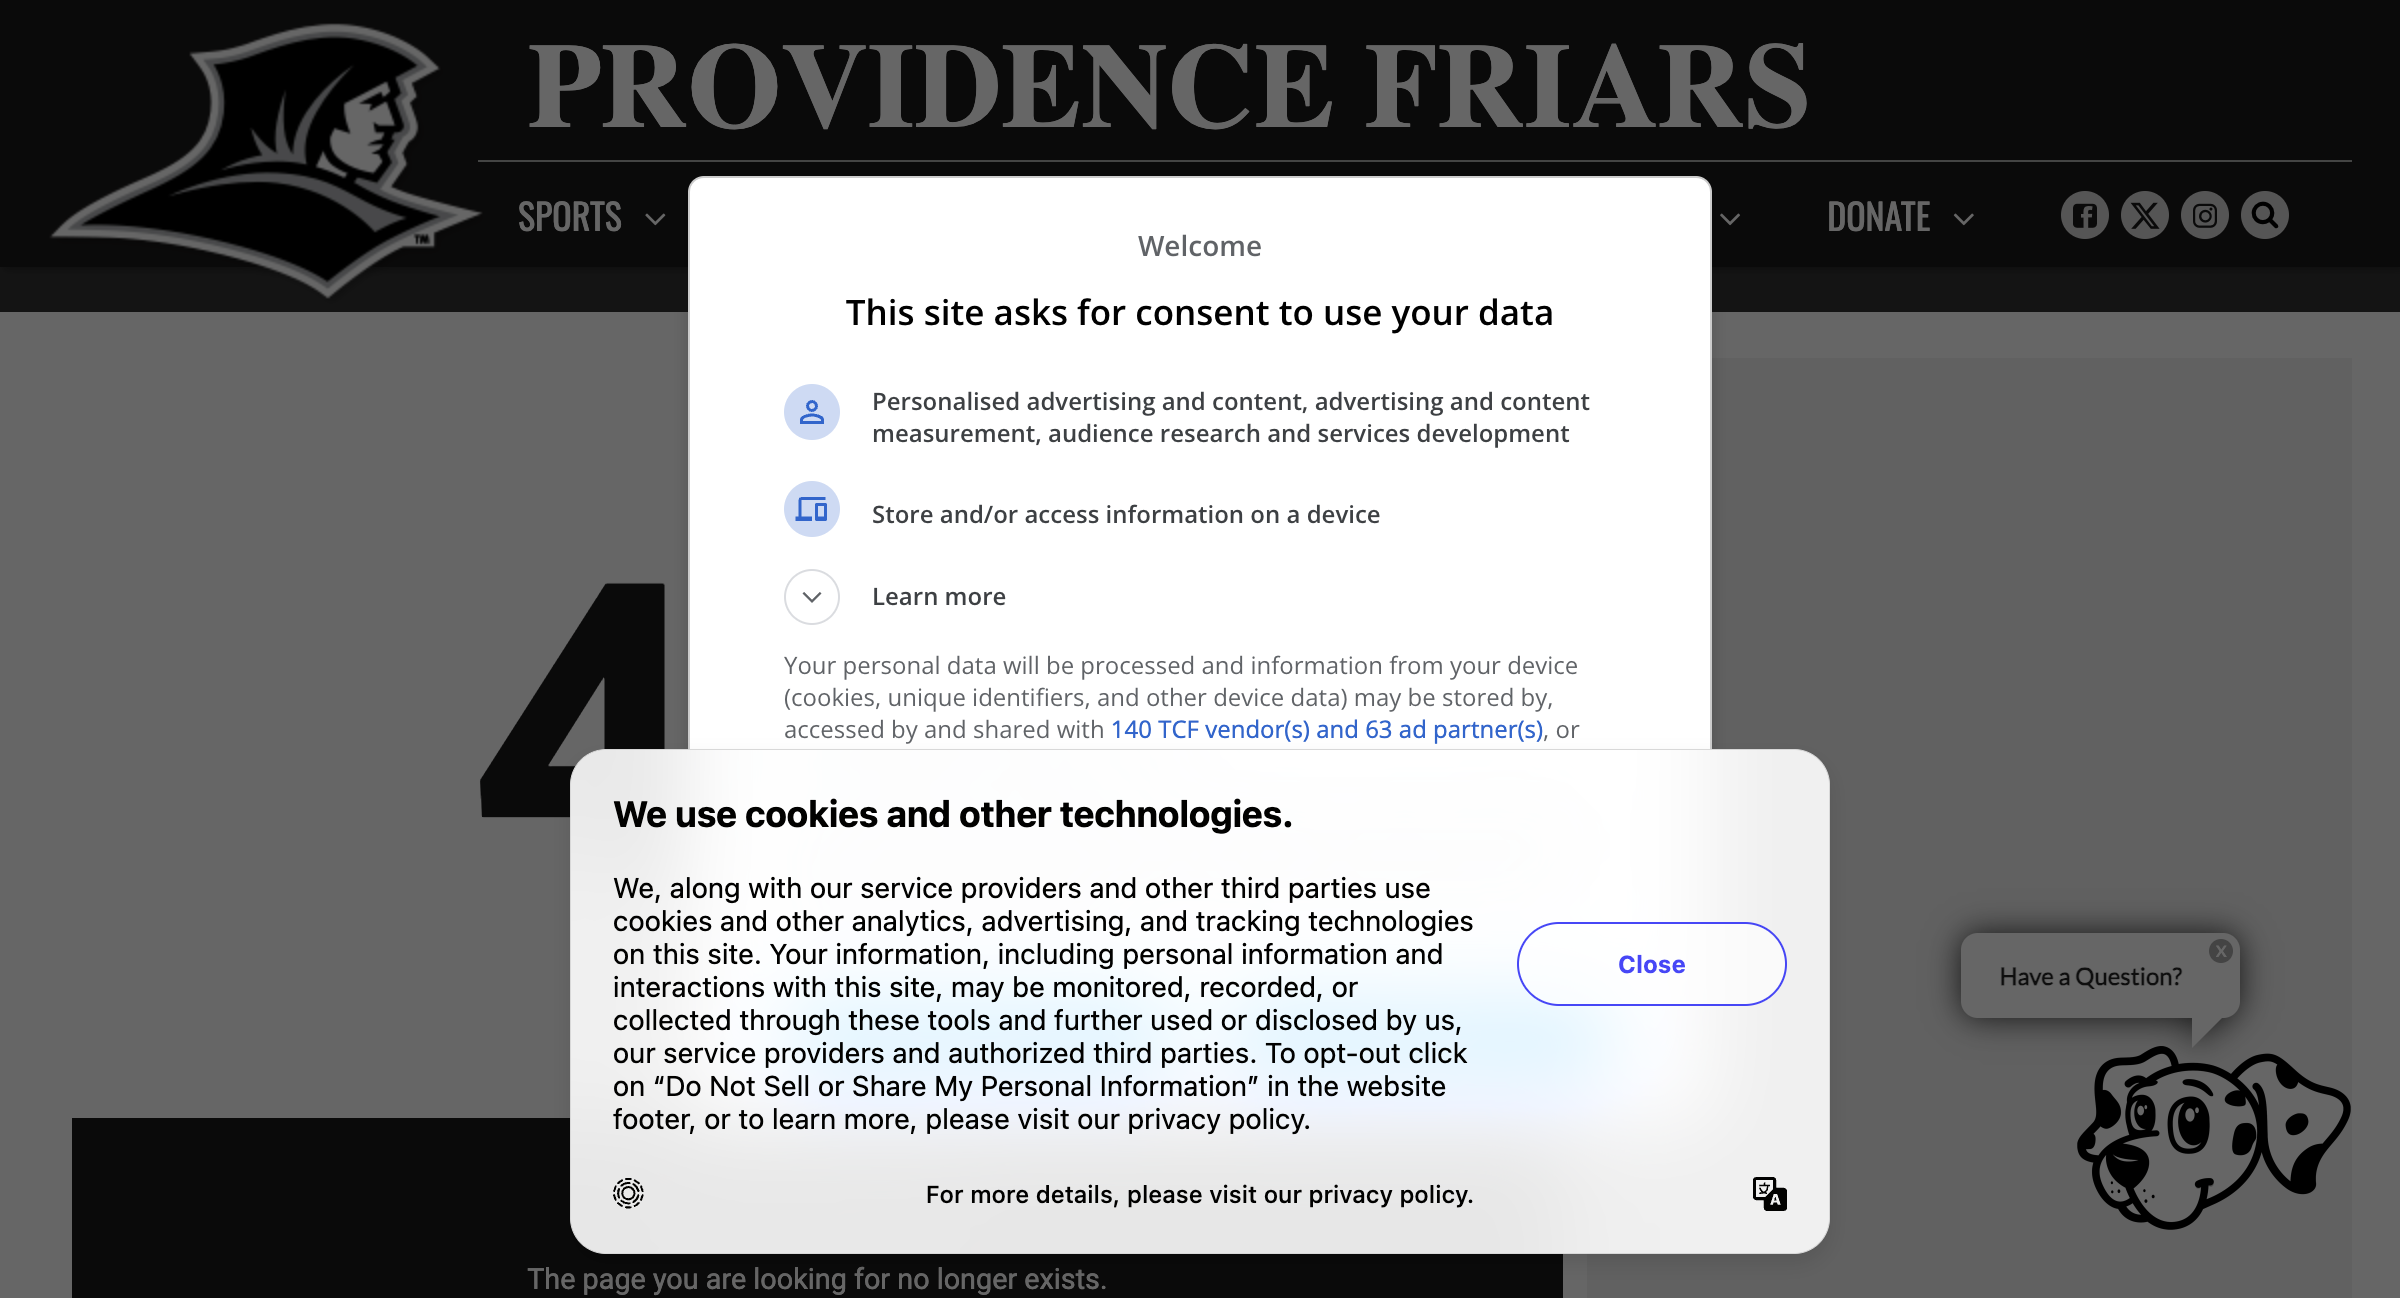 PROVIDENCE FRIARS
TM
SPORTS
DONATE
Welcome
This site asks for consent to use your data
Personalised advertising and content, advertising and content
measurement, audience research and services development
Store and/or access information on a device
Learn more
Your personal data will be processed and information from your device
(cookies, unique identifiers, and other device data) may be stored by,
accessed by and shared with 140 TCF vendor(s) and 63 ad partner(s), or
4
We use cookies and other technologies.
We, along with our service providers and other third parties use
cookies and other analytics, advertising, and tracking technologies
on this site. Your information, including personal information and
interactions with this site, may be monitored, recorded, or
collected through these tools and further used or disclosed by us,
our service providers and authorized third parties. To opt-out click
on “Do Not Sell or Share My Personal Information” in the website
footer, or to learn more, please visit our privacy policy.
Close
For more details, please visit our privacy policy.
X
Have a Question?
The page you are looking for no longer exists.